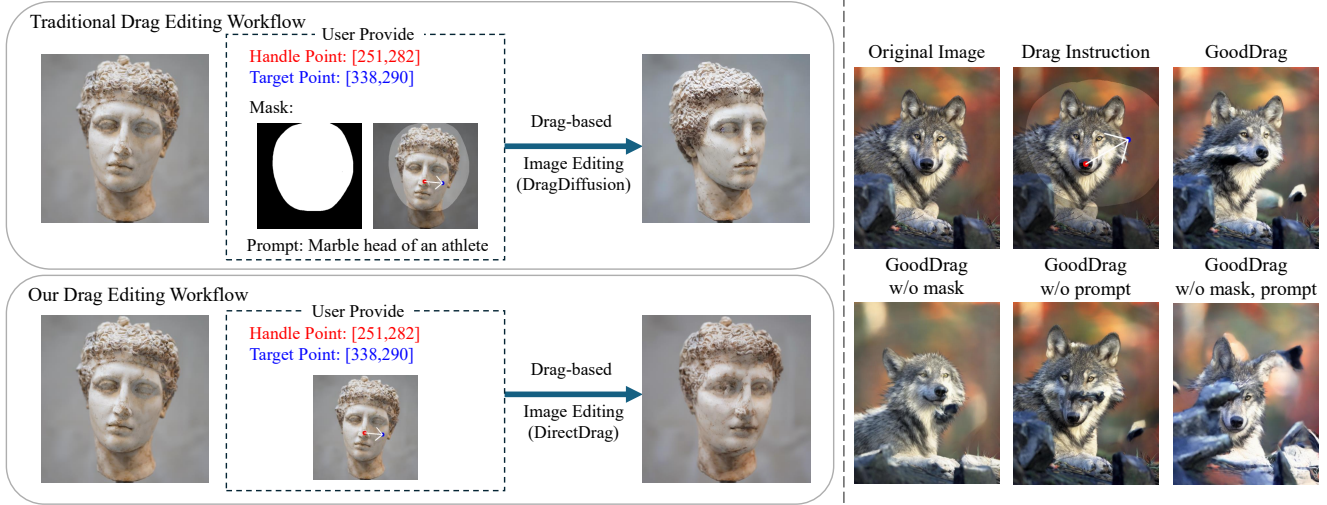 Traditional Drag Editing Workflow
User Provide
Handle Point: [251,282]
Target Point: [338,290]
Mask:
Prompt: Marble head of an athlete
Drag-based
Image Editing
(DragDiffusion)
Our Drag Editing Workflow
User Provide
Handle Point: [251,282]
Target Point: [338,290]
Drag-based
Image Editing
(DirectDrag)
Original Image
Drag Instruction
GoodDrag
GoodDrag
w/o mask
GoodDrag
w/o prompt
GoodDrag
w/o mask, prompt